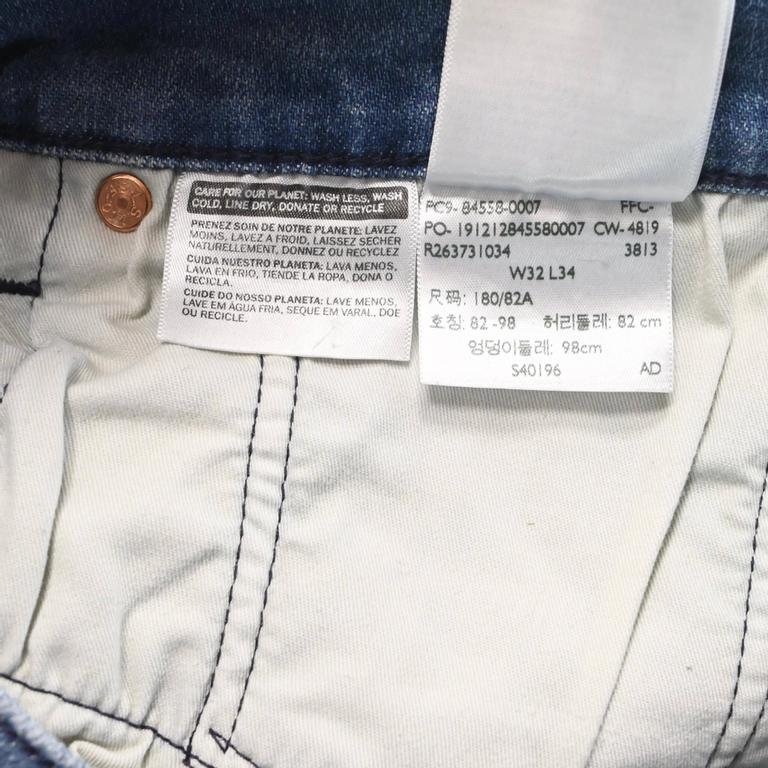 CARE FOR OUR PLANET: WASH LESS, WASH
COLD, LINE DRY, DONATE OR RECYCLE
PRENEZ SOIN DE NOTRE PLANETE: LAVEZ
MOINS, LAVEZ A FROID, LAISSEZ SECHER
NATURELLEMENT, DONNEZ OU RECYCLEZ
CUIDA NUESTRO PLANETA: LAVA MENOS,
LAVA EN FRIO, TIENDE LA ROPA, DONA O
RECICLA.
CUIDE DO NOSSO PLANETA: LAVE MENOS,
LAVE EM ÁGUA FRIA, SEQUE EM VARAL, DOE
OU RECICLE.
PC9- 84558-0007 FFC-
PO- 191212845580007 CW- 4819
R263731034 3813
W32 L34
尺码: 180/82A
호칭: 82 -98 허리둘레: 82 cm
엉덩이둘레: 98cm
S40196 AD